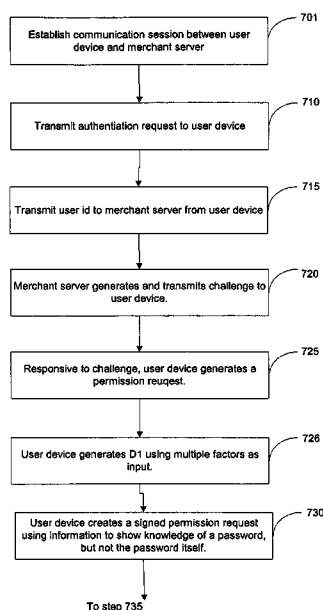 Establish communication session between user
device and merchant server
701
Transmit authentiation request to user device
710
Transmit user id to merchant server from user device
715
Merchant server generates and transmits challenge to
user device.
720
Responsive to challenge, user device generates a
permission reuqest.
725
User device generates D1 using multiple factors as
input.
726
User device creates a signed permission request
using information to show knowledge of a password,
but not the password itself.
730
To step 735